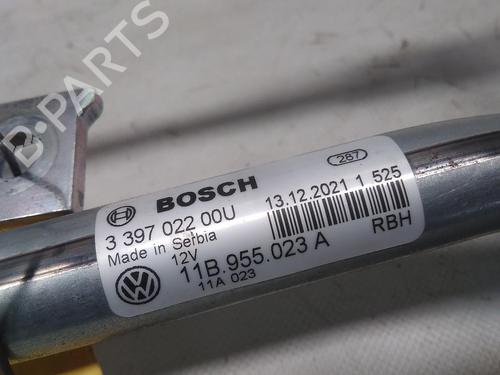 B-PARTS
BOSCH
287
3 397 022 00U
13.12.2021 1 525
Made in Serbia
12V
RBH
11B.955.023 A
11A 023